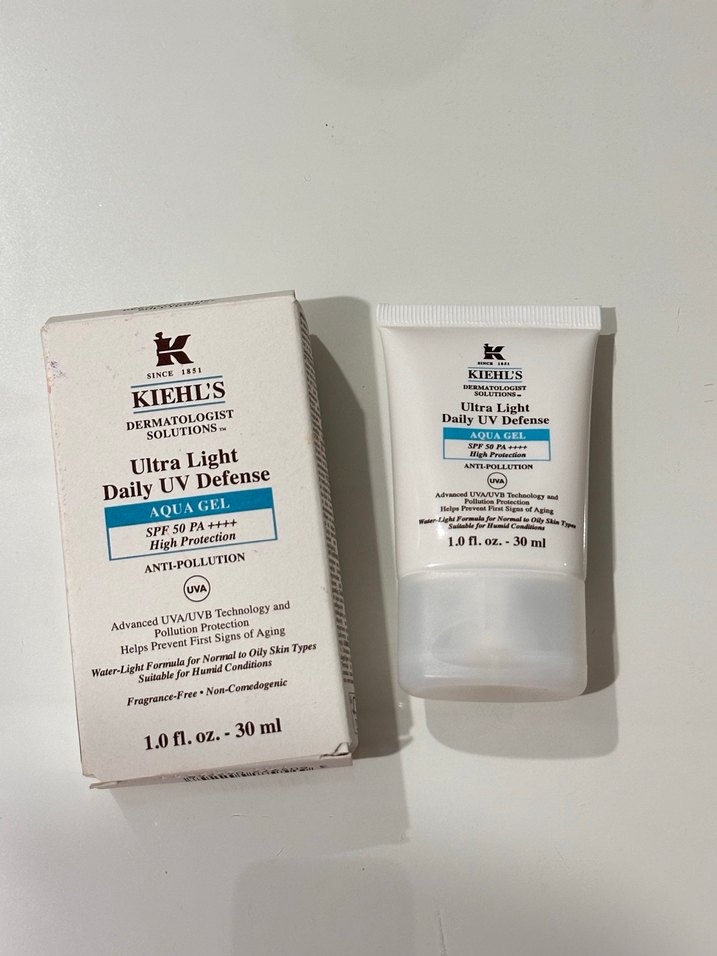 K
SINCE 1851
KIEHL'S
DERMATOLOGIST
SOLUTIONS™
Ultra Light
Daily UV Defense
AQUA GEL
SPF 50 PA ++++
High Protection
ANTI-POLLUTION
UVA
Advanced UVA/UVB Technology and
Pollution Protection
Helps Prevent First Signs of Aging
Water-Light Formula for Normal to Oily Skin Types
Suitable for Humid Conditions
Fragrance-Free • Non-Comedogenic
1.0 fl. oz. - 30 ml
K
SINCE 1851
KIEHL'S
DERMATOLOGIST
SOLUTIONS™
Ultra Light
Daily UV Defense
AQUA GEL
SPF 50 PA ++++
High Protection
ANTI-POLLUTION
UVA
Advanced UVA/UVB Technology and
Pollution Protection
Helps Prevent First Signs of Aging
Water-Light Formula for Normal to Oily Skin Types
Suitable for Humid Conditions
1.0 fl. oz. - 30 ml